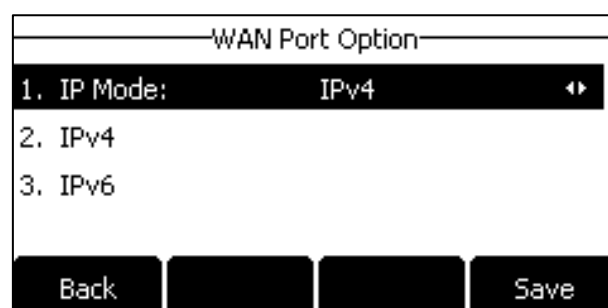 WAN Port Option
1. IP Mode: IPv4
2. IPv4
3. IPv6
Back Save